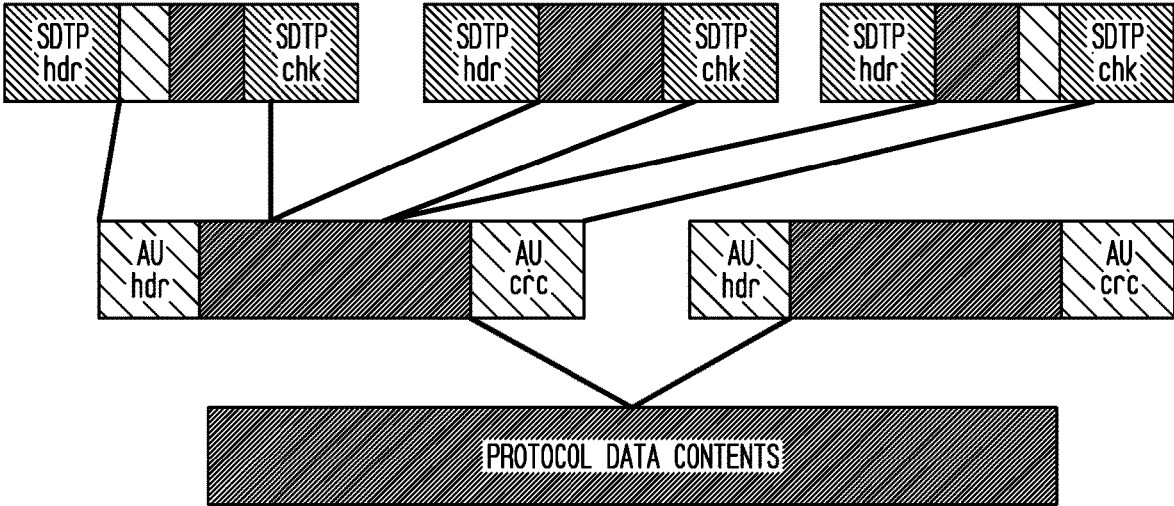 SDTP
hdr
SDTP
chk
SDTP
hdr
SDTP
chk
SDTP
hdr
SDTP
chk
AU
hdr
AU
crc
AU
hdr
AU
crc
PROTOCOL DATA CONTENTS